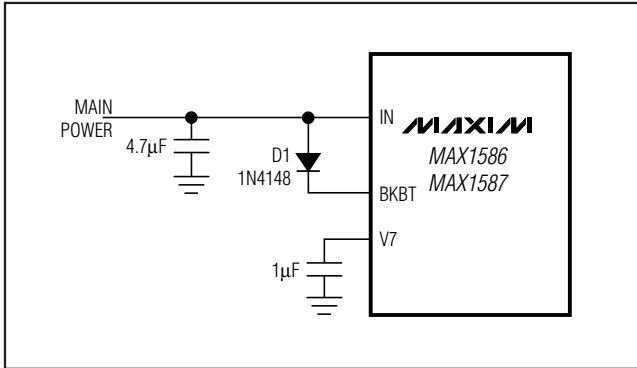 MAIN
POWER
4.7μF
D1
1N4148
IN
MAXIM
MAX1586
MAX1587
BKBT
V7
1μF